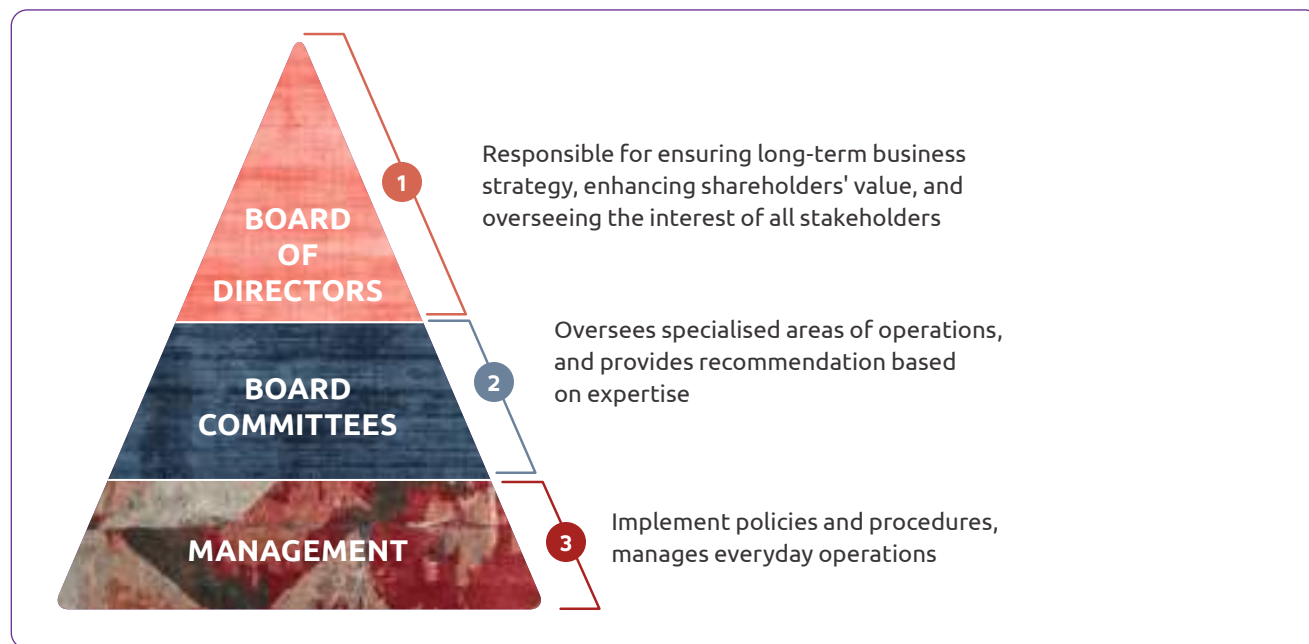 BOARD
OF
DIRECTORS
1
Responsible for ensuring long-term business
strategy, enhancing shareholders' value, and
overseeing the interest of all stakeholders
BOARD
COMMITTEES
2
Oversees specialised areas of operations,
and provides recommendation based
on expertise
MANAGEMENT
3
Implement policies and procedures,
manages everyday operations